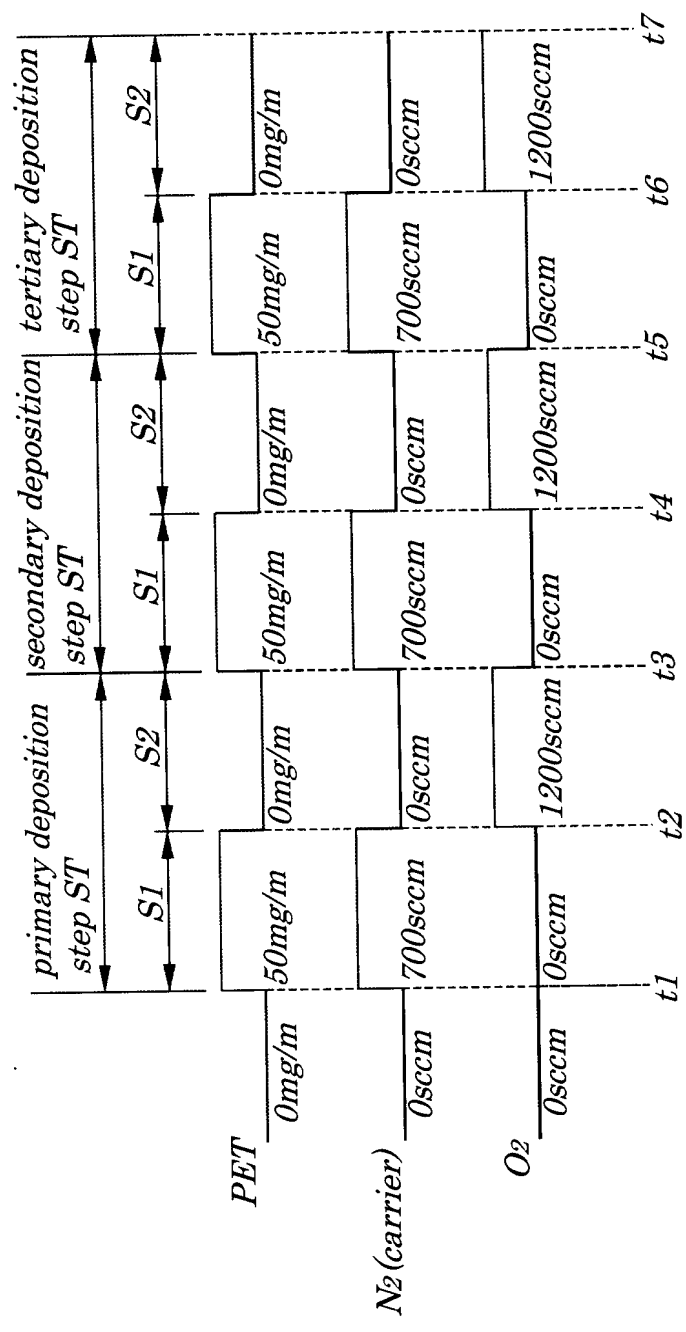 primary deposition
step ST
secondary deposition
step ST
tertiary deposition
step ST
S1
S2
S1
S2
S1
S2
PET
0mg/m
50mg/m
0mg/m
50mg/m
0mg/m
50mg/m
0mg/m
N2 (carrier)
0sccm
700sccm
0sccm
700sccm
0sccm
700sccm
0sccm
O2
0sccm
0sccm
1200sccm
0sccm
1200sccm
0sccm
1200sccm
t1
t2
t3
t4
t5
t6
t7